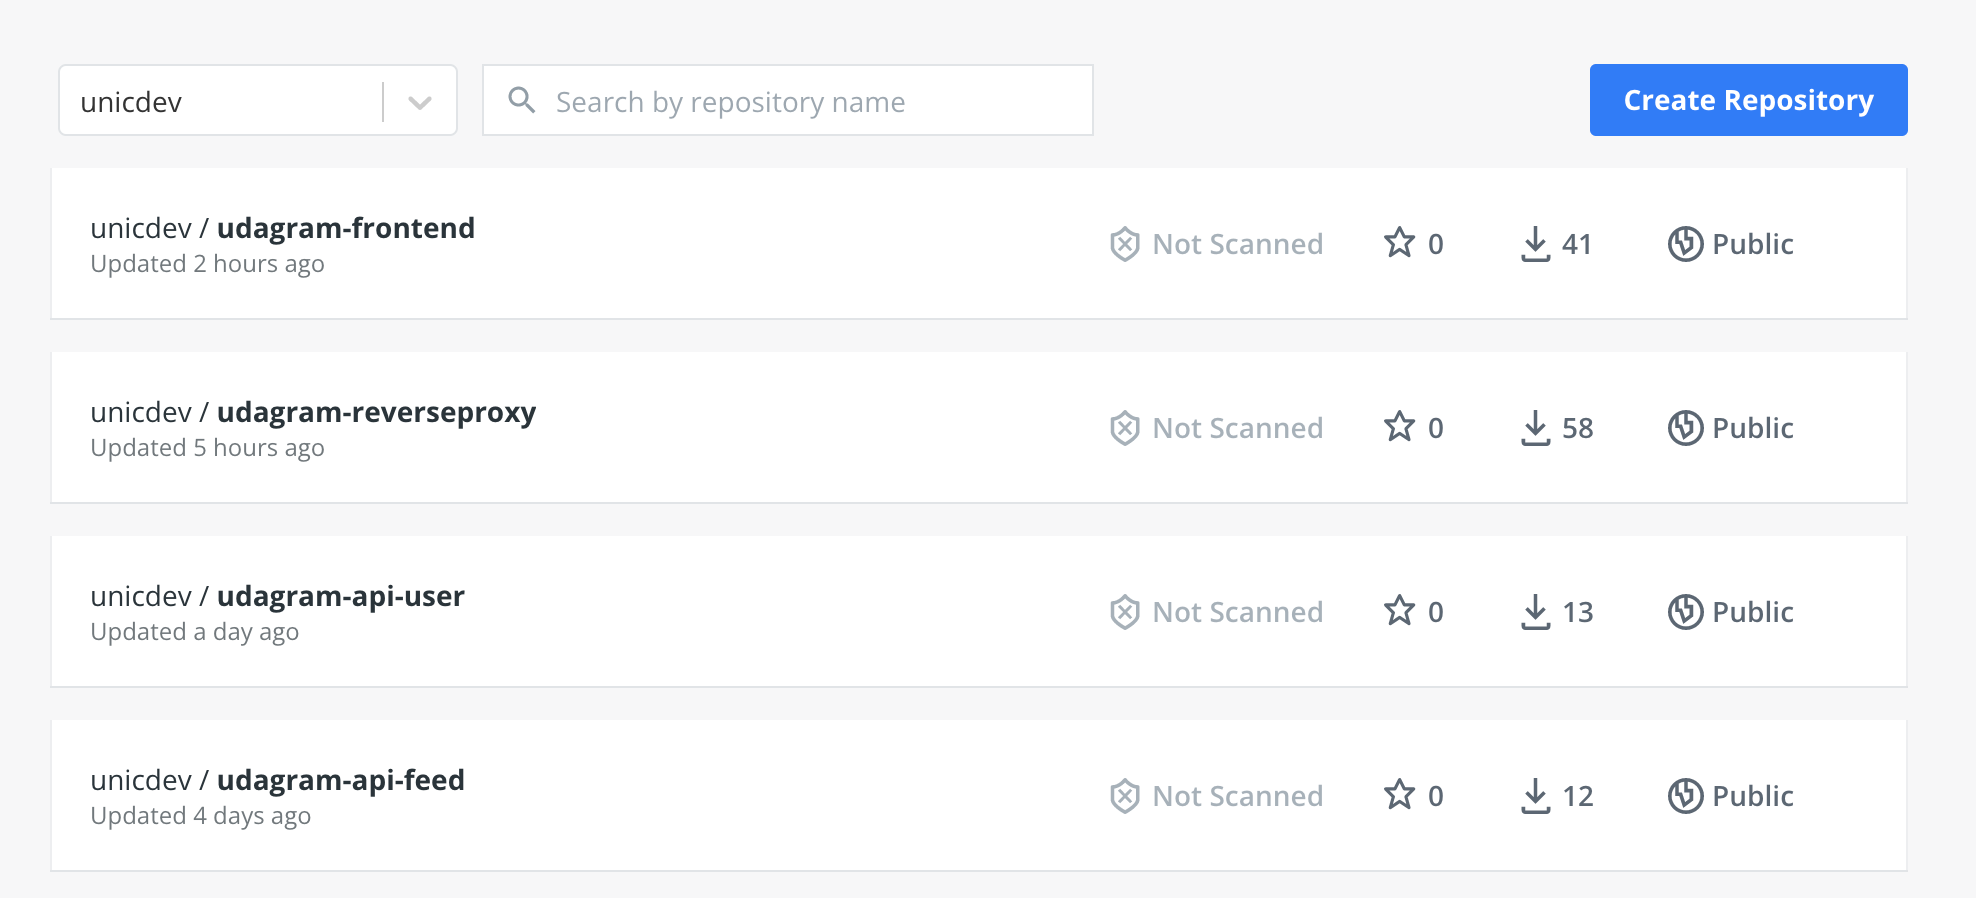 unicdev
Search by repository name
Create Repository
unicdev / udagram-frontend
Updated 2 hours ago
Not Scanned
0
41
Public
unicdev / udagram-reverseproxy
Updated 5 hours ago
Not Scanned
0
58
Public
unicdev / udagram-api-user
Updated a day ago
Not Scanned
0
13
Public
unicdev / udagram-api-feed
Updated 4 days ago
Not Scanned
0
12
Public